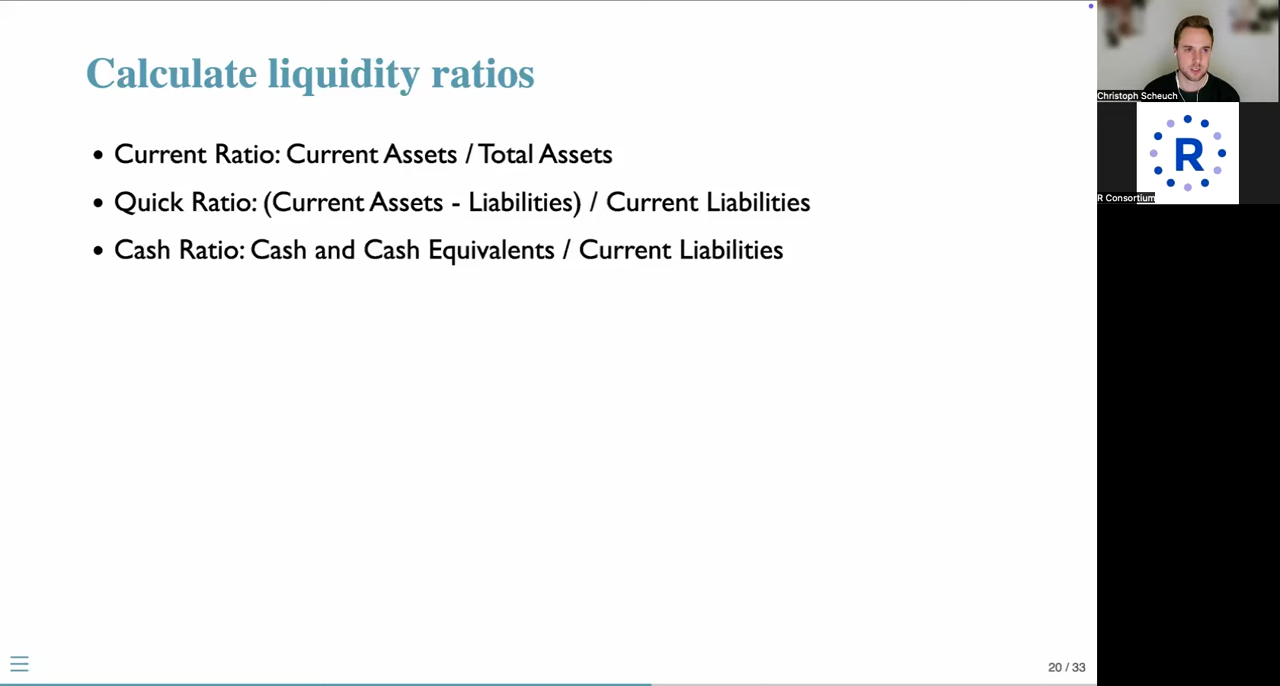 Calculate liquidity ratios
• Current Ratio: Current Assets / Total Assets
• Quick Ratio: (Current Assets - Liabilities) / Current Liabilities
• Cash Ratio: Cash and Cash Equivalents / Current Liabilities
20 / 33
Christoph Scheuch
R
R Consortium